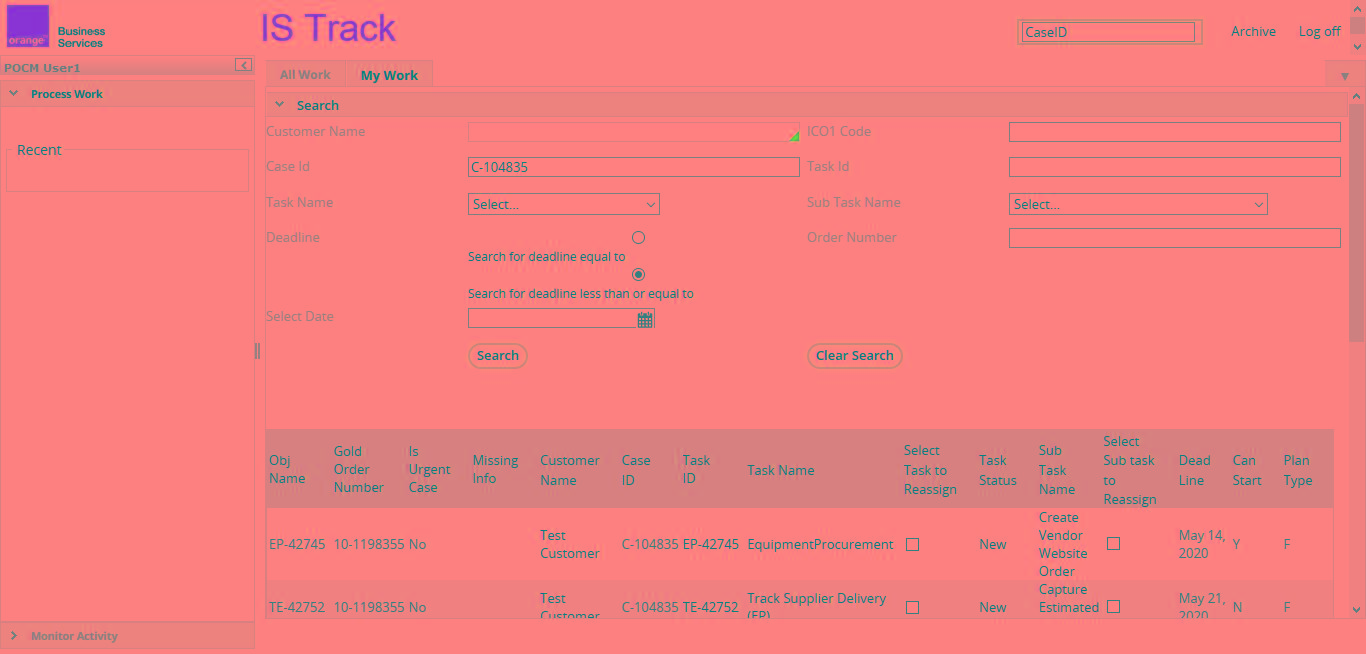 orange™
Business
Services
IS Track
CaseID
Archive
Log off
POCM User1
Process Work
Recent
Monitor Activity
All Work
My Work
Search
Customer Name
ICO1 Code
Case Id
C-104835
Task Id
Task Name
Select...
Sub Task Name
Select...
Deadline
Order Number
Search for deadline equal to
Search for deadline less than or equal to
Select Date
Search
Clear Search
Obj Name
Gold Order Number
Is Urgent Case
Missing Info
Customer Name
Case ID
Task ID
Task Name
Select Task to Reassign
Task Status
Sub Task Name
Select Sub task to Reassign
Dead Line
Can Start
Plan Type
EP-42745
10-1198355
No
Test Customer
C-104835
EP-42745
EquipmentProcurement
New
Create Vendor Website Order
May 14, 2020
Y
F
TE-42752
10-1198355
No
Test Customer
C-104835
TE-42752
Track Supplier Delivery (EP)
New
Capture Estimated
May 21, 2020
N
F